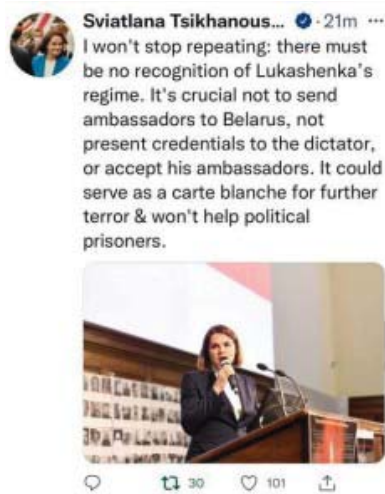 Sviatlana Tsikhanous... · 21m ···
I won't stop repeating: there must
be no recognition of Lukashenka's
regime. It's crucial not to send
ambassadors to Belarus, not
present credentials to the dictator,
or accept his ambassadors. It could
serve as a carte blanche for further
terror & won't help political
prisoners.
30 101